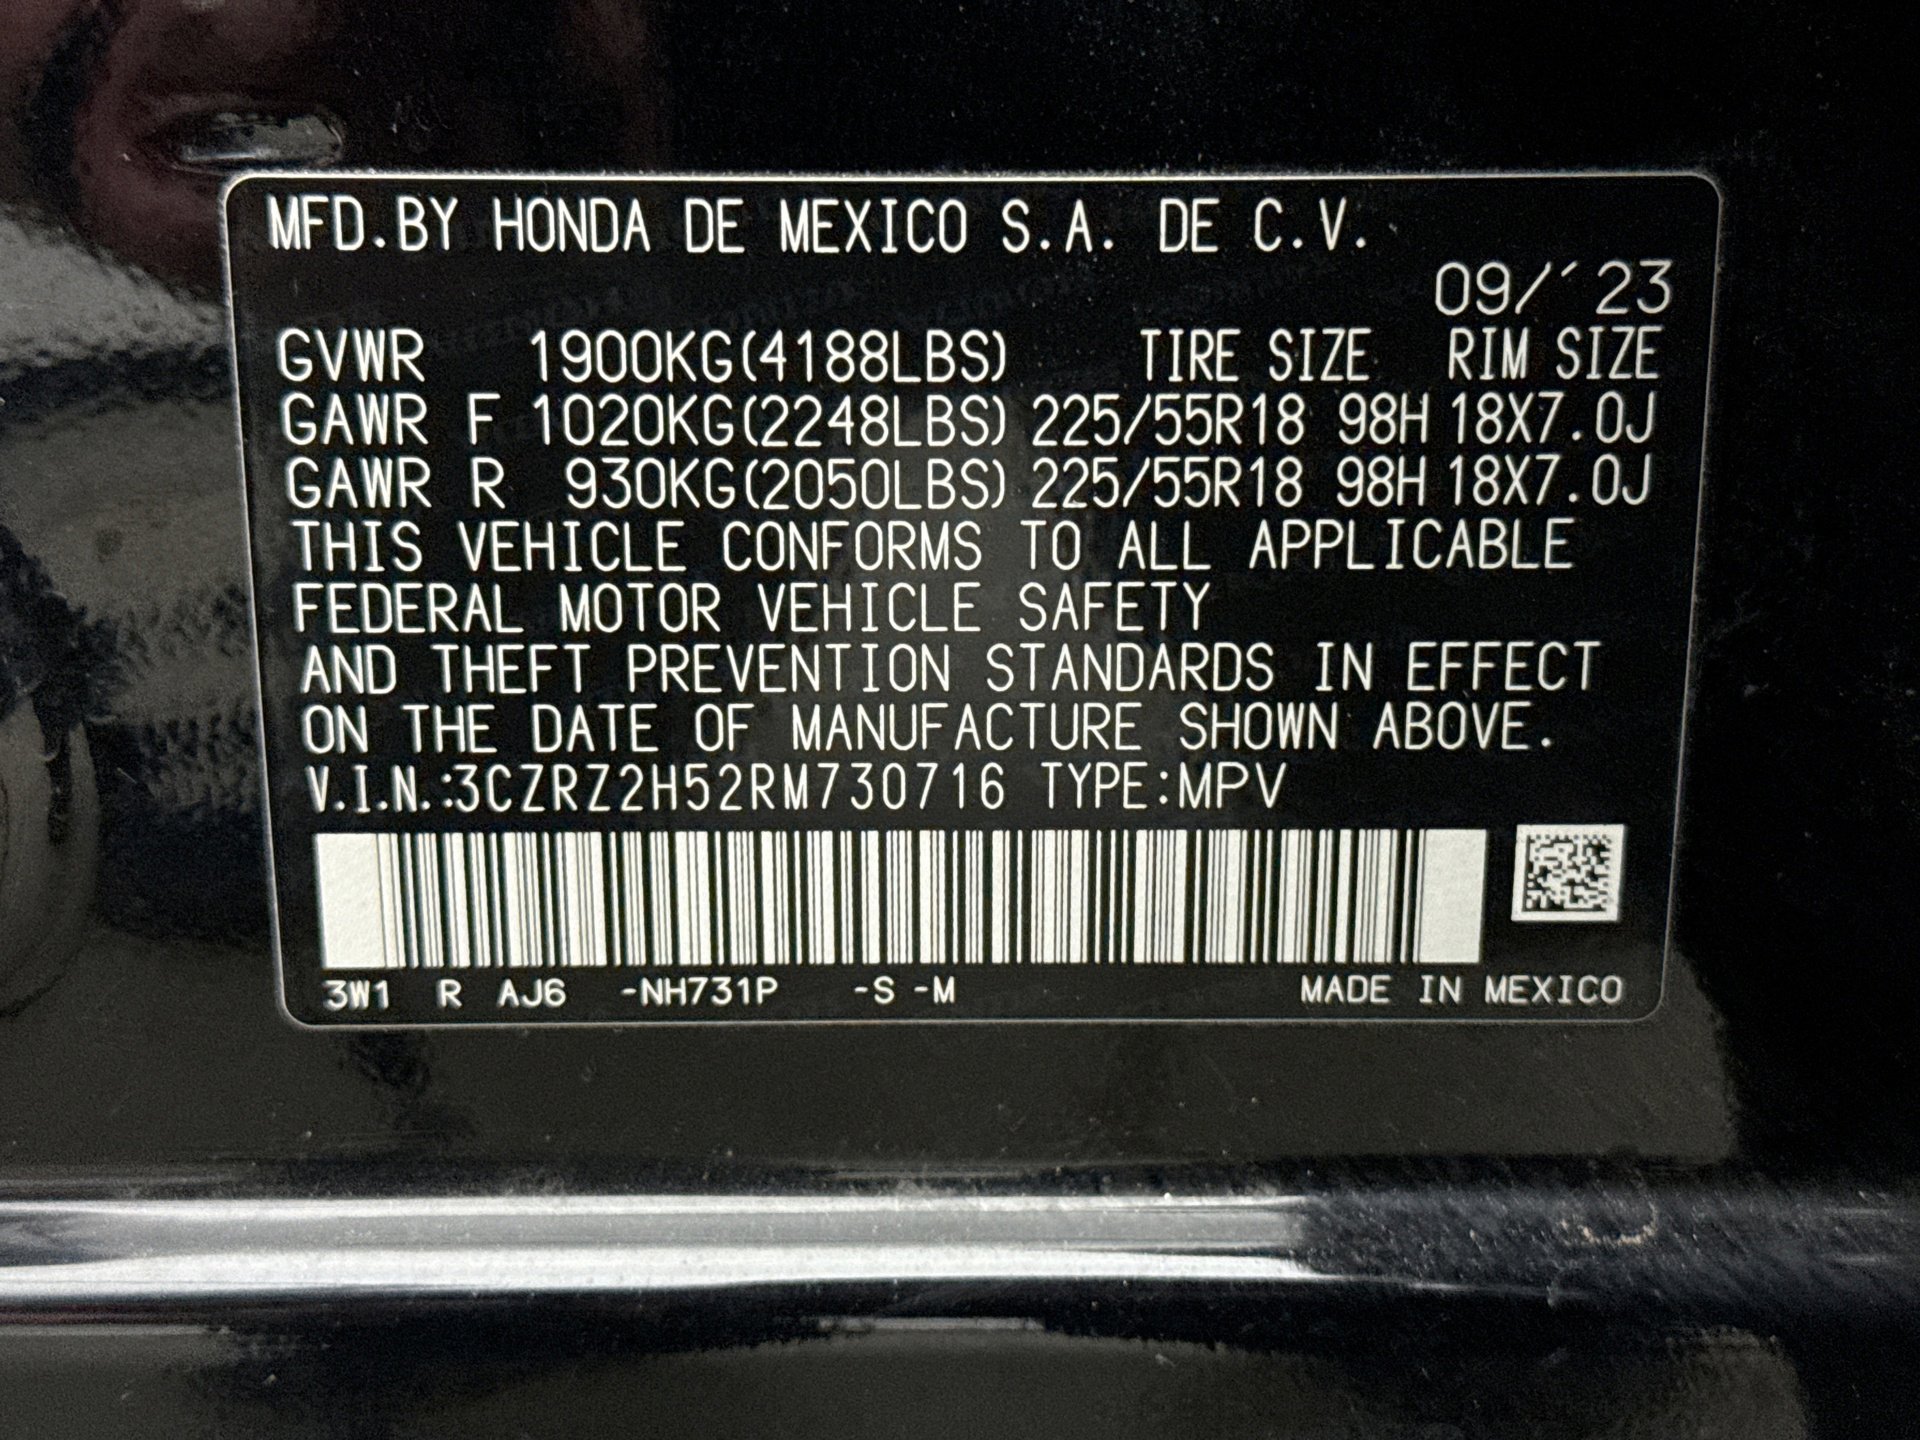 MFD.BY HONDA DE MEXICO S.A. DE C.V.
09/´23
GVWR 1900KG(4188LBS) TIRE SIZE RIM SIZE
GAWR F 1020KG(2248LBS) 225/55R18 98H 18X7.0J
GAWR R 930KG(2050LBS) 225/55R18 98H 18X7.0J
THIS VEHICLE CONFORMS TO ALL APPLICABLE
FEDERAL MOTOR VEHICLE SAFETY
AND THEFT PREVENTION STANDARDS IN EFFECT
ON THE DATE OF MANUFACTURE SHOWN ABOVE.
V.I.N.:3CZRZ2H52RM730716 TYPE:MPV
3W1 R AJ6 -NH731P -S -M MADE IN MEXICO